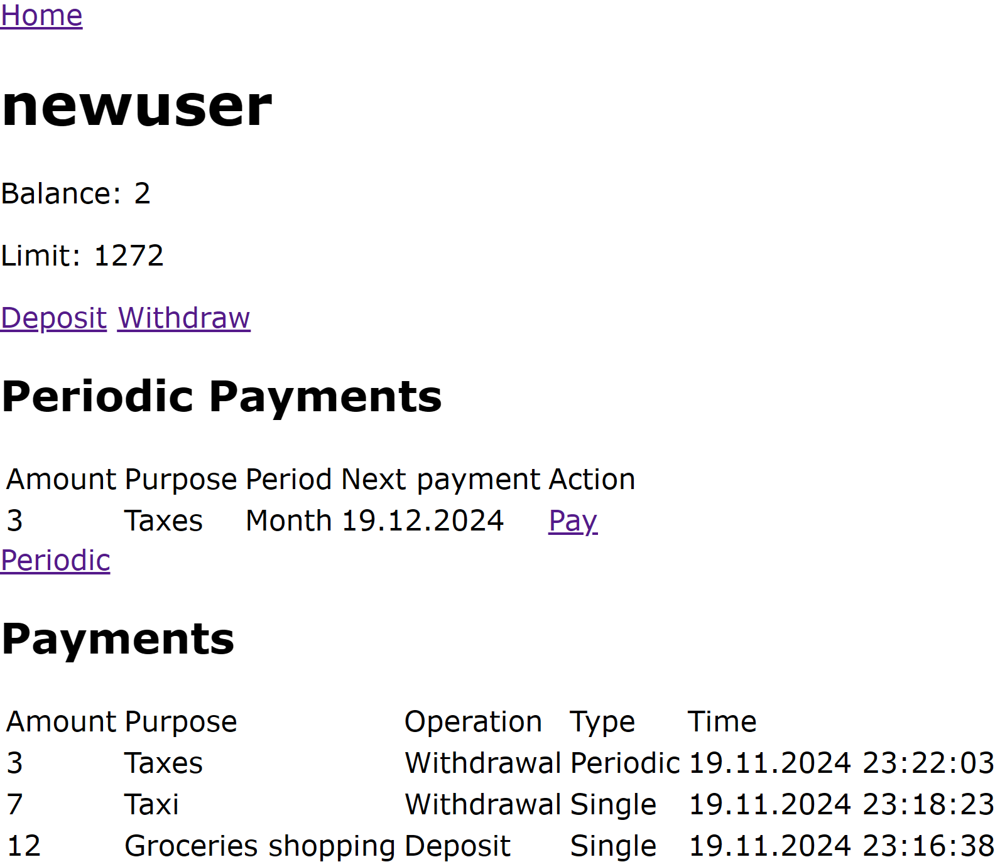 Home
newuser
Balance: 2
Limit: 1272
Deposit Withdraw
Periodic Payments
Amount Purpose Period Next payment Action
3 Taxes Month 19.12.2024 Pay
Periodic
Payments
Amount Purpose Operation Type Time
3 Taxes Withdrawal Periodic 19.11.2024 23:22:03
7 Taxi Withdrawal Single 19.11.2024 23:18:23
12 Groceries shopping Deposit Single 19.11.2024 23:16:38